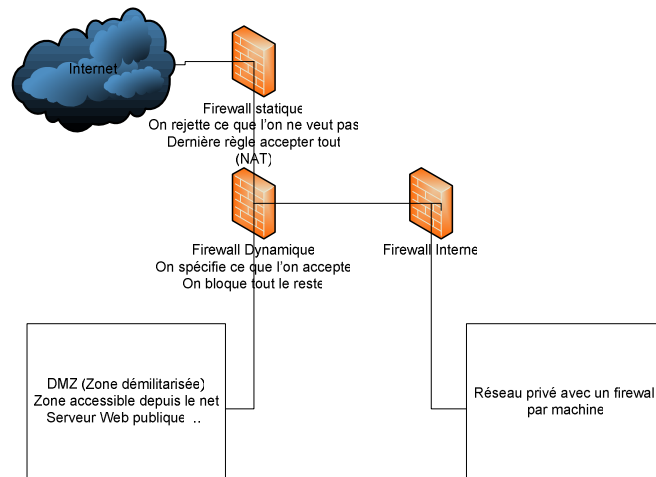 Internet
Firewall statique
On rejette ce que l'on ne veut pas
Dernière règle accepter tout
(NAT)
Firewall Dynamique
On spécifie ce que l'on accepte
On bloque tout le reste
Firewall Interne
DMZ (Zone démilitarisée)
Zone accessible depuis le net
Serveur Web publique ..
Réseau privé avec un firewall
par machine